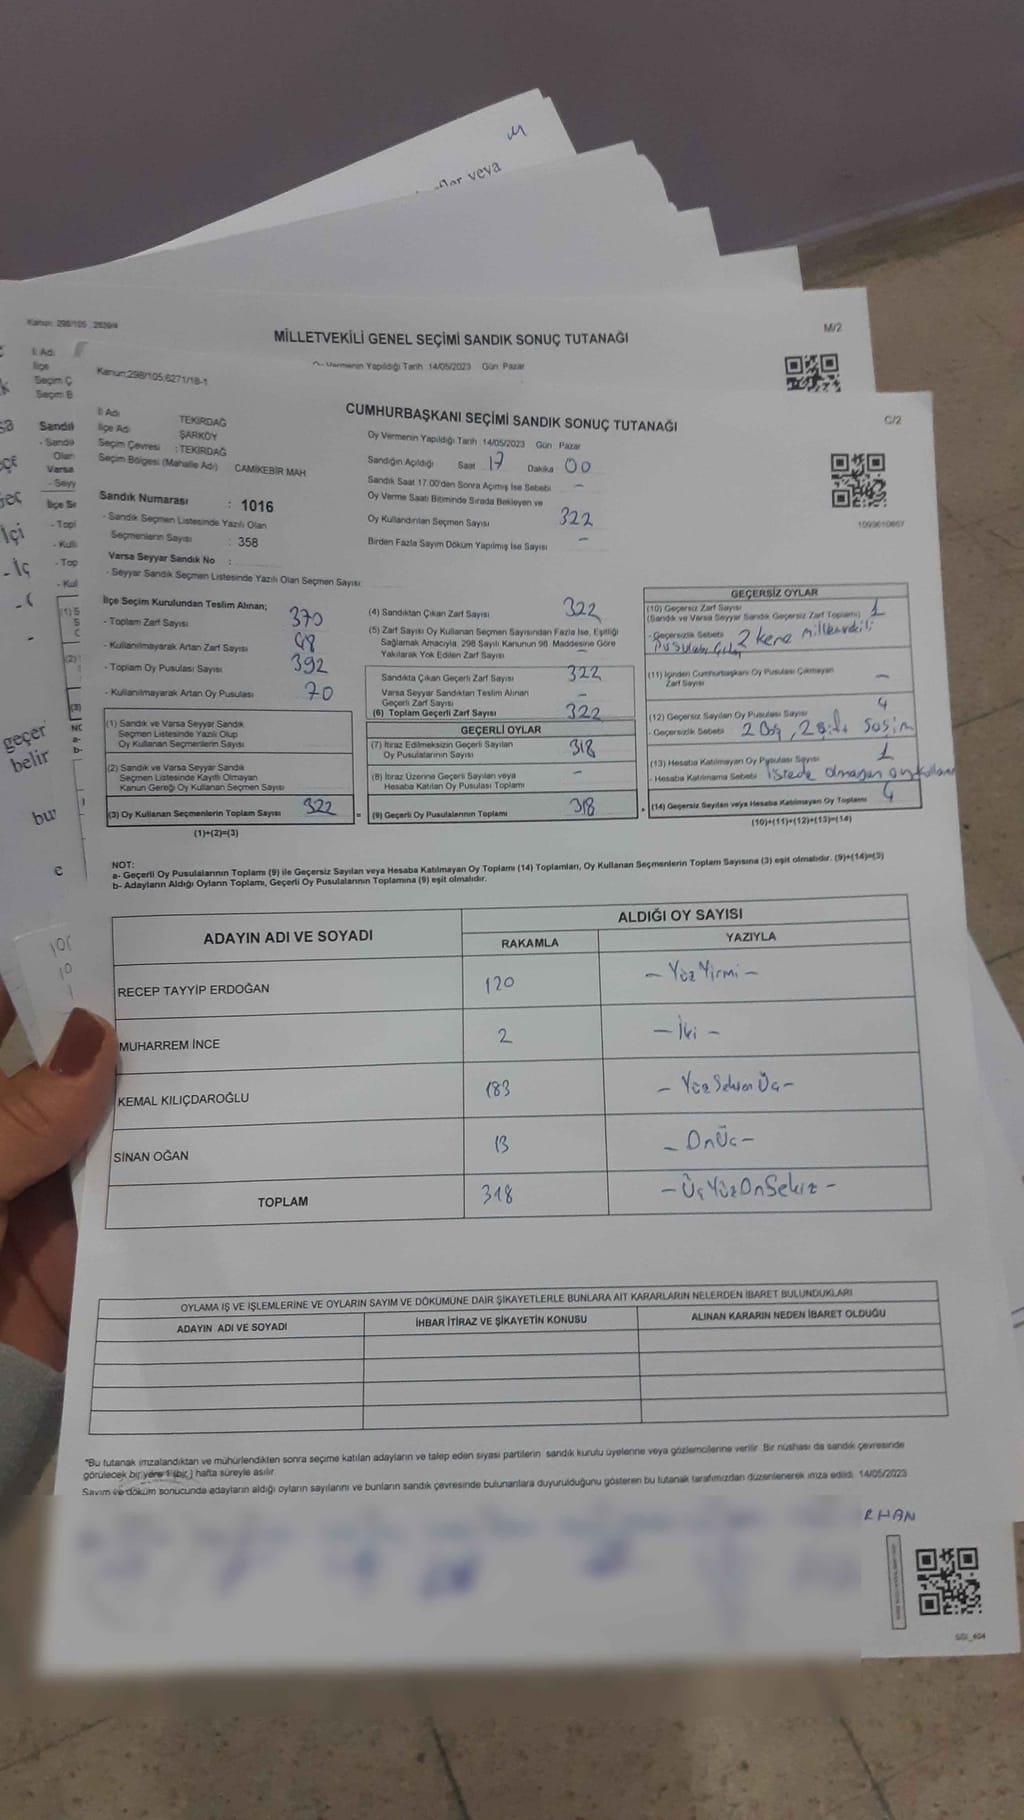 M
veya
Kanun: 298/105 , 2839/4
M/2
MİLLETVEKİLİ GENEL SEÇİMİ SANDIK SONUÇ TUTANAĞI
Oy Vermenin Yapıldığı Tarih :14/05/2023 Gün: Pazar
İl Adı
İlçe
Seçim Ç
Seçim B
Sandıl
geçer
belir
Kanun:298/105;6271/18-1
C/2
CUMHURBAŞKANI SEÇİMİ SANDIK SONUÇ TUTANAĞI
İl Adı TEKİRDAĞ
İlçe Adı ŞARKÖY
Seçim Çevresi : TEKİRDAĞ
Seçim Bölgesi (Mahalle Adı) CAMİKEBİR MAH
Sandık Numarası : 1016
- Sandık Seçmen Listesinde Yazılı Olan
Seçmenlerin Sayısı : 358
Varsa Seyyar Sandık No :
- Seyyar Sandık Seçmen Listesinde Yazılı Olan Seçmen Sayısı:
Oy Vermenin Yapıldığı Tarih :14/05/2023 Gün : Pazar
Sandığın Açıldığı Saat 17 Dakika 00
Sandık Saat 17.00'den Sonra Açımış İse Sebebi -
Oy Verme Saati Bitiminde Sırada Bekleyen ve
Oy Kullandırılan Seçmen Sayısı 322
Birden Fazla Sayım Döküm Yapılmış İse Sayısı -
1099610867
İlçe Seçim Kurulundan Teslim Alınan;
- Toplam Zarf Sayısı 370
- Kullanılmayarak Artan Zarf Sayısı 48
- Toplam Oy Pusulası Sayısı 392
- Kullanılmayarak Artan Oy Pusulası 70
(1) Sandık ve Varsa Seyyar Sandık
Seçmen Listesinde Yazılı Olup
Oy Kullanan Seçmenlerin Sayısı
(2) Sandık ve Varsa Seyyar Sandık
Seçmen Listesinde Kayıtlı Olmayan
Kanun Gereği Oy Kullanan Seçmen Sayısı
(3) Oy Kullanan Seçmenlerin Toplam Sayısı 322
(1)+(2)=(3)
(4) Sandıktan Çıkan Zarf Sayısı 322
(5) Zarf Sayısı Oy Kullanan Seçmen Sayısından Fazla İse, Eşitliği
Sağlamak Amacıyla; 298 Sayılı Kanunun 98. Maddesine Göre
Yakılarak Yok Edilen Zarf Sayısı -
Sandıkta Çıkan Geçerli Zarf Sayısı 322
Varsa Seyyar Sandıktan Teslim Alınan
Geçerli Zarf Sayısı -
(6) Toplam Geçerli Zarf Sayısı 322
GEÇERLİ OYLAR
(7) İtiraz Edilmeksizin Geçerli Sayılan
Oy Pusulalarının Sayısı 318
(8) İtiraz Üzerine Geçerli Sayılan veya
Hesaba Katılan Oy Pusulası Toplamı -
(9) Geçerli Oy Pusulalarının Toplamı 318
GEÇERSİZ OYLAR
(10) Geçersiz Zarf Sayısı 1
(Sandık ve Varsa Seyyar Sandık Geçersiz Zarf Toplamı)
- Geçersizlik Sebebi 2 kere milletvekili
Pusulası
(11) İçinden Cumhurbaşkanı Oy Pusulası Çıkmayan
Zarf Sayısı -
(12) Geçersiz Sayılan Oy Pusulası Sayısı 4
- Geçersizlik Sebebi 2 Boş, 2
(13) Hesaba Katılmayan Oy Pusulası Sayısı 1
- Hesaba Katılmama Sebebi listede olmayan
(14) Geçersiz Sayılan veya Hesaba Katılmayan Oy Toplamı 4
(10)+(11)+(12)+(13)=(14)
NOT:
a- Geçerli Oy Pusulalarının Toplamı (9) ile Geçersiz Sayılan veya Hesaba Katılmayan Oy Toplamı (14) Toplamları, Oy Kullanan Seçmenlerin Toplam Sayısına (3) eşit olmalıdır. (9)+(14)=(3)
b- Adayların Aldığı Oyların Toplamı, Geçerli Oy Pusulalarının Toplamına (9) eşit olmalıdır.
ADAYIN ADI VE SOYADI
ALDIĞI OY SAYISI
RAKAMLA YAZIYLA
RECEP TAYYİP ERDOĞAN 120 - Yüz Yirmi -
MUHARREM İNCE 2 - İki -
KEMAL KILIÇDAROĞLU 183 - Yüz Seksen Üç -
SİNAN OĞAN 13 - On Üç -
TOPLAM 318 - Üç Yüz On Sekiz -
OYLAMA İŞ VE İŞLEMLERİNE VE OYLARIN SAYIM VE DÖKÜMÜNE DAİR ŞİKAYETLERLE BUNLARA AİT KARARLARIN NELERDEN İBARET BULUNDUKLARI
ADAYIN ADI VE SOYADI İHBAR İTİRAZ VE ŞİKAYETİN KONUSU ALINAN KARARIN NEDEN İBARET OLDUĞU
*Bu tutanak imzalandıktan ve mühürlendikten sonra seçime katılan adayların ve talep eden siyasi partilerin sandık kurulu üyelerine veya gözlemcilerine verilir. Bir nüshası da sandık çevresinde
görülecek bir yere 1 (bir ) hafta süreyle asılır.
Sayım ve döküm sonucunda adayların aldığı oyların sayılarını ve bunların sandık çevresinde bulunanlara duyurulduğunu gösteren bu tutanak tarafımızdan düzenlenerek imza edildi. 14/05/2023
RHAN